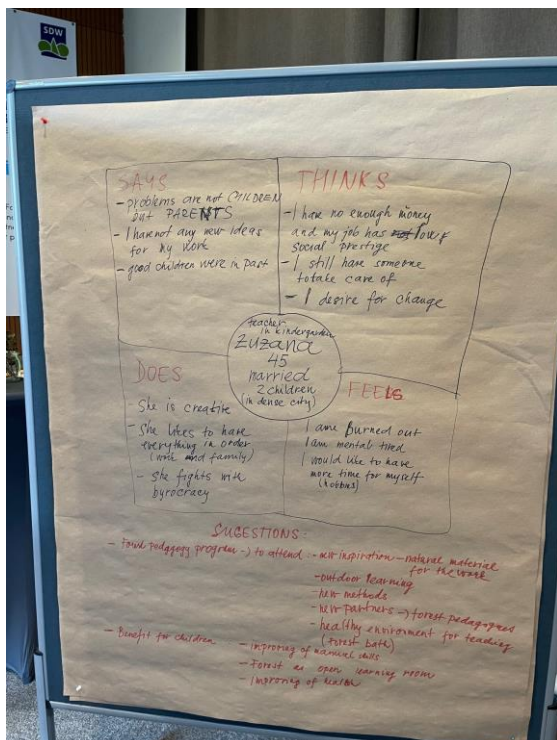 SDW
SAYS
- problems are not CHILDREN
but PARENTS
- I have not any new ideas
for my work
- good children were in past
THINKS
- I have no enough money
and my job has lower
social prestige
- I still have someone
to take care of
- I desire for change
teacher
in kindergarden
Zuzana
45
married
2 children
(in dense city)
DOES
- She is creative
- She likes to have
everything in order
(work and family)
- She fights with
byrocracy
FEELS
I am Burned out
I am mental tired
I would like to have
more time for myself
(hobbies)
SUGESTIONS:
- Forest pedagogy program -> to attend: - new inspiration - natural material
for the work
- outdoor learning
- new methods
- new partners -> forest pedagogues
- healthy environment for teaching
(forest bath)
- Benefit for children - improving of manual skills
- Forest as open learning room
- Improving of health